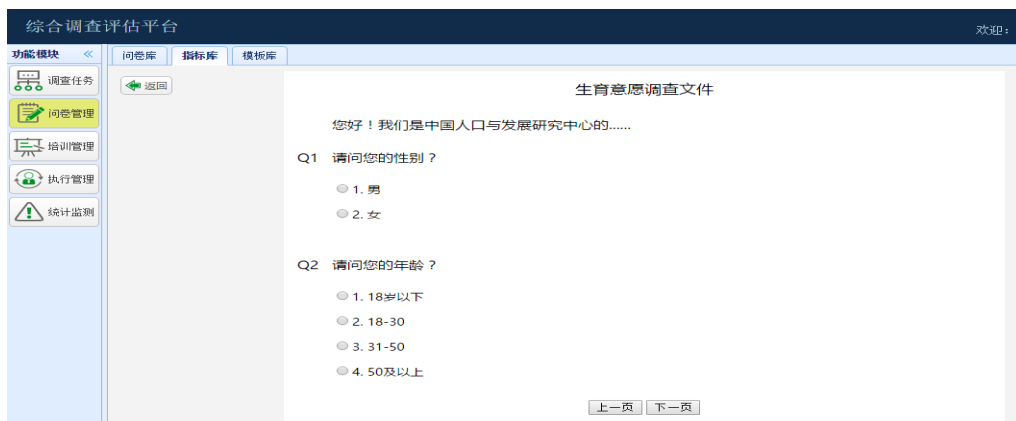 综合调查评估平台
欢迎：
功能模块 «
问卷库 指标库 模板库
调查任务
问卷管理
培训管理
执行管理
统计监测
返回
生育意愿调查文件
您好！我们是中国人口与发展研究中心的......
Q1 请问您的性别？
1. 男
2. 女
Q2 请问您的年龄？
1. 18岁以下
2. 18-30
3. 31-50
4. 50及以上
上一页 下一页